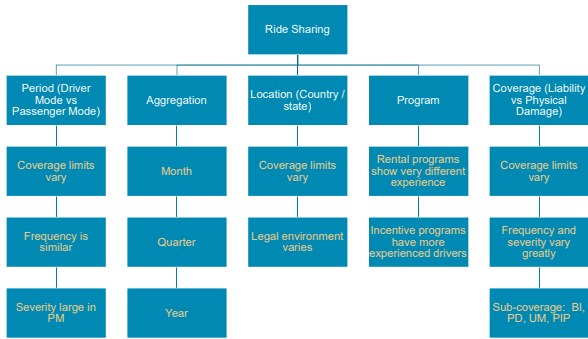 Ride Sharing
Period (Driver
Mode vs
Passenger Mode)
Aggregation
Location (Country /
state)
Program
Coverage (Liability
vs Physical
Damage)
Coverage limits
vary
Month
Coverage limits
vary
Rental programs
show very different
experience
Coverage limits
vary
Frequency is
similar
Quarter
Legal environment
varies
Incentive programs
have more
experienced drivers
Frequency and
severity vary
greatly
Severity large in
PM
Year
Sub-coverage: BI,
PD, UM, PIP